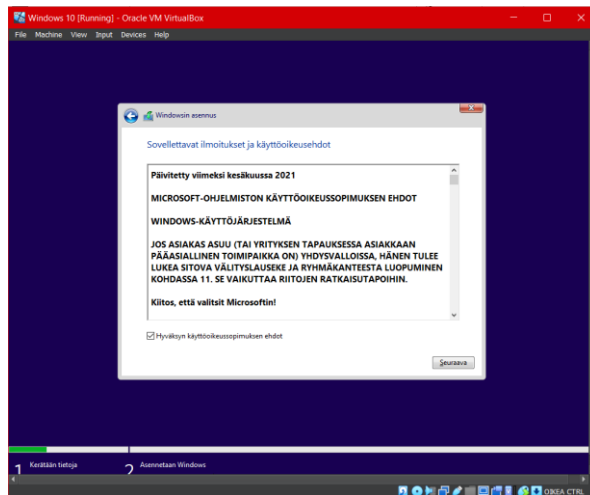 Windows 10 [Running] - Oracle VM VirtualBox
File Machine View Input Devices Help
Windowsin asennus
Sovellettavat ilmoitukset ja käyttöoikeusehdot
Päivitetty viimeksi kesäkuussa 2021
MICROSOFT-OHJELMISTON KÄYTTÖOIKEUSSOPIMUKSEN EHDOT
WINDOWS-KÄYTTÖJÄRJESTELMÄ
JOS ASIAKAS ASUU (TAI YRITYKSEN TAPAUKSESSA ASIAKKAAN
PÄÄASIALLINEN TOIMIPAIKKA ON) YHDYSVALLOISSA, HÄNEN TULEE
LUKEA SITOVA VÄLITYSLAUSEKE JA RYHMÄKANTEESTA LUOPUMINEN
KOHDASSA 11. SE VAIKUTTAA RIITOJEN RATKAISUTAPOIHIN.
Kiitos, että valitsit Microsoftin!
Hyväksyn käyttöoikeussopimuksen ehdot
Seuraava
1 Kerätään tietoja
2 Asennetaan Windows
OIKEA CTRL